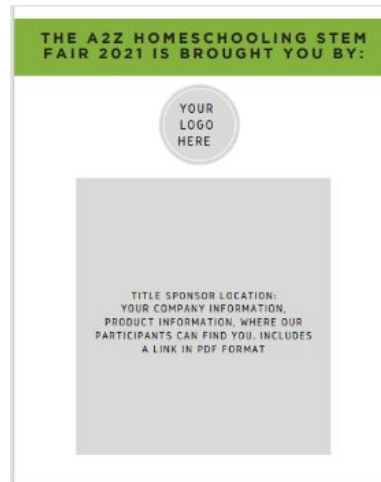 THE A2Z HOMESCHOOLING STEM
FAIR 2021 IS BROUGHT YOU BY:
YOUR
LOGO
HERE
TITLE SPONSOR LOCATION:
YOUR COMPANY INFORMATION,
PRODUCT INFORMATION, WHERE OUR
PARTICIPANTS CAN FIND YOU. INCLUDES
A LINK IN PDF FORMAT